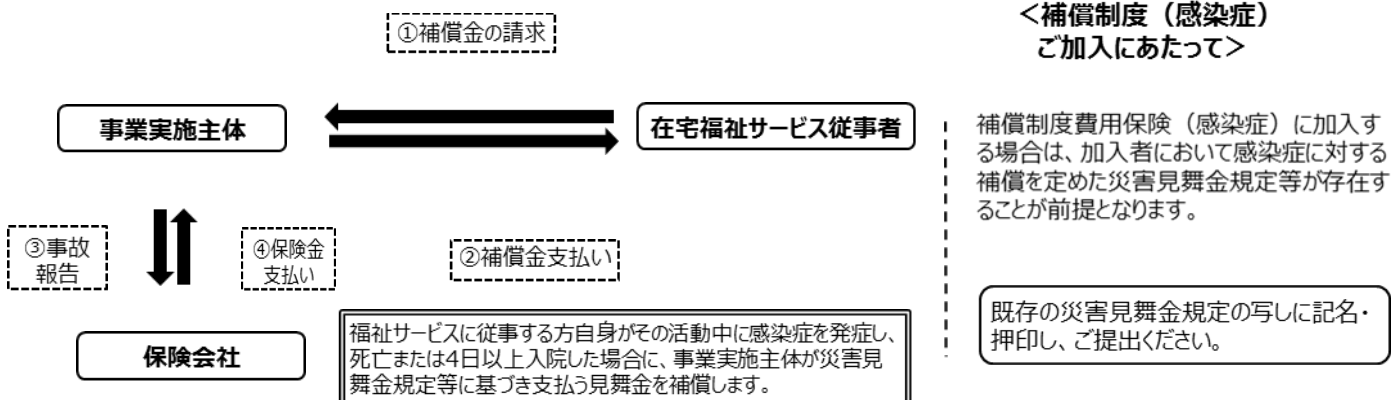 ①補償金の請求
事業実施主体
在宅福祉サービス従事者
③事故
報告
④保険金
支払い
②補償金支払い
保険会社
福祉サービスに従事する方自身がその活動中に感染症を発症し、
死亡または4日以上入院した場合に、事業実施主体が災害見
舞金規定等に基づき支払う見舞金を補償します。
＜補償制度（感染症）
ご加入にあたって＞
補償制度費用保険（感染症）に加入す
る場合は、加入者において感染症に対する
補償を定めた災害見舞金規定等が存在す
ることが前提となります。
既存の災害見舞金規定の写しに記名・
押印し、ご提出ください。